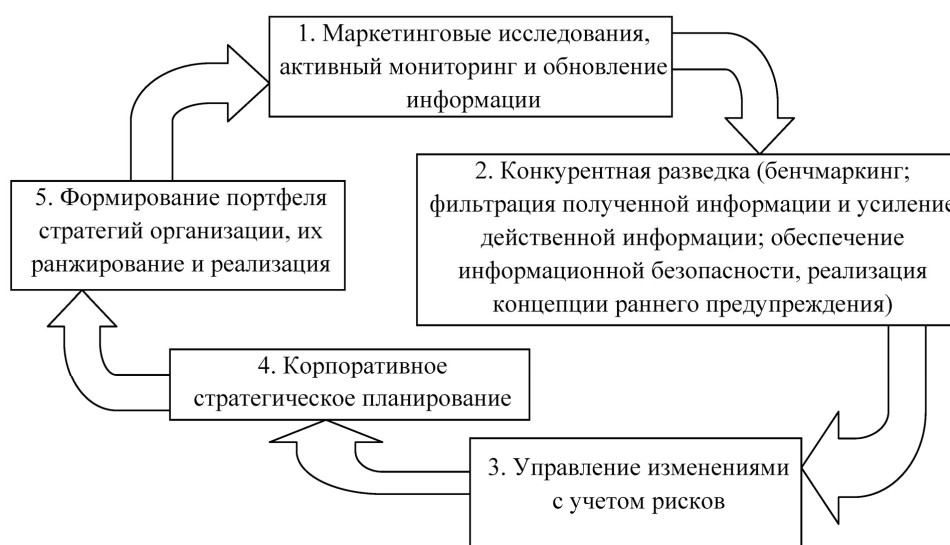 1. Маркетинговые исследования,
активный мониторинг и обновление
информации
2. Конкурентная разведка (бенчмаркинг;
фильтрация полученной информации и усиление
действенной информации; обеспечение
информационной безопасности, реализация
концепции раннего предупреждения)
5. Формирование портфеля
стратегий организации, их
ранжирование и реализация
4. Корпоративное
стратегическое планирование
3. Управление изменениями
с учетом рисков